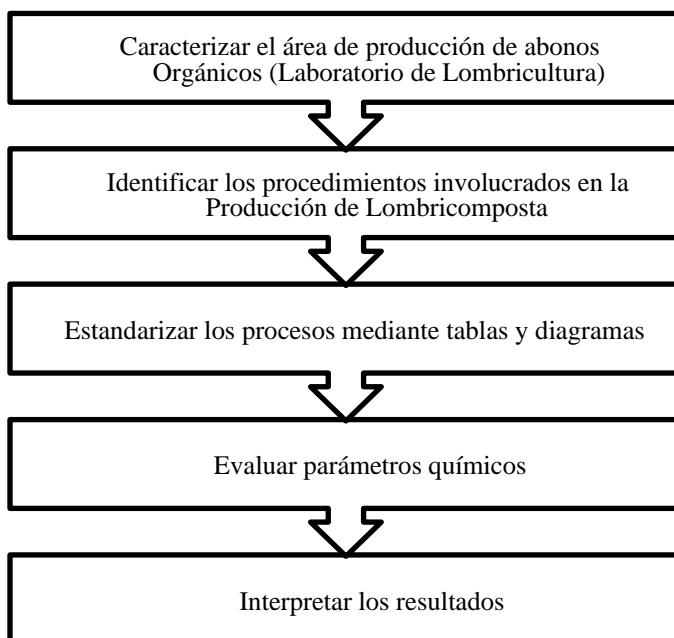 Caracterizar el área de producción de abonos
Orgánicos (Laboratorio de Lombricultura)
Identificar los procedimientos involucrados en la
Producción de Lombricomposta
Estandarizar los procesos mediante tablas y diagramas
Evaluar parámetros químicos
Interpretar los resultados